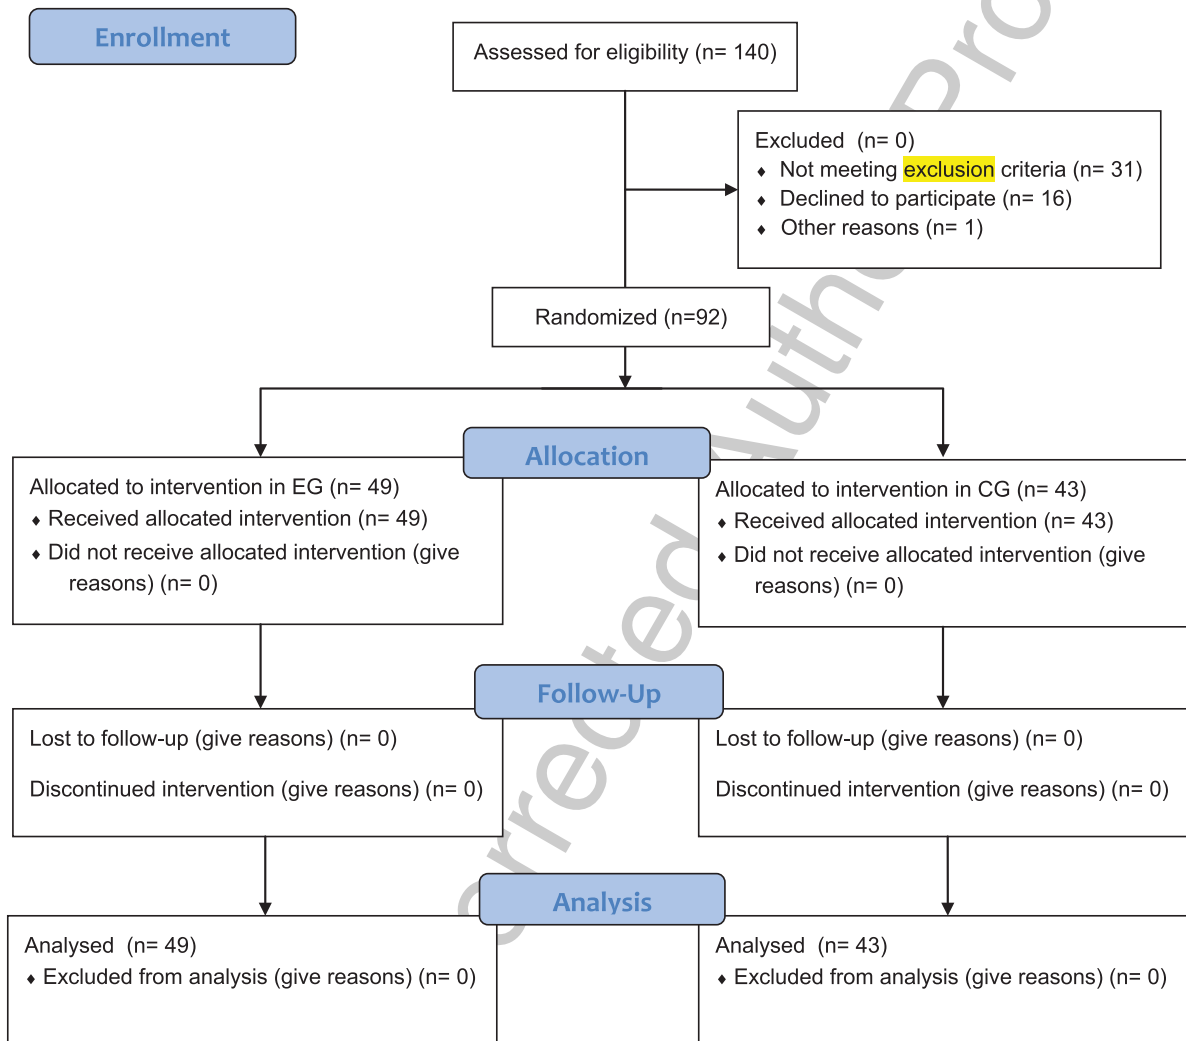 Enrollment
Assessed for eligibility (n= 140)
Excluded (n= 0)
♦ Not meeting exclusion criteria (n= 31)
♦ Declined to participate (n= 16)
♦ Other reasons (n= 1)
Randomized (n=92)
Allocation
Allocated to intervention in EG (n= 49)
♦ Received allocated intervention (n= 49)
♦ Did not receive allocated intervention (give
reasons) (n= 0)
Allocated to intervention in CG (n= 43)
♦ Received allocated intervention (n= 43)
♦ Did not receive allocated intervention (give
reasons) (n= 0)
Follow-Up
Lost to follow-up (give reasons) (n= 0)
Discontinued intervention (give reasons) (n= 0)
Lost to follow-up (give reasons) (n= 0)
Discontinued intervention (give reasons) (n= 0)
Analysis
Analysed (n= 49)
♦ Excluded from analysis (give reasons) (n= 0)
Analysed (n= 43)
♦ Excluded from analysis (give reasons) (n= 0)